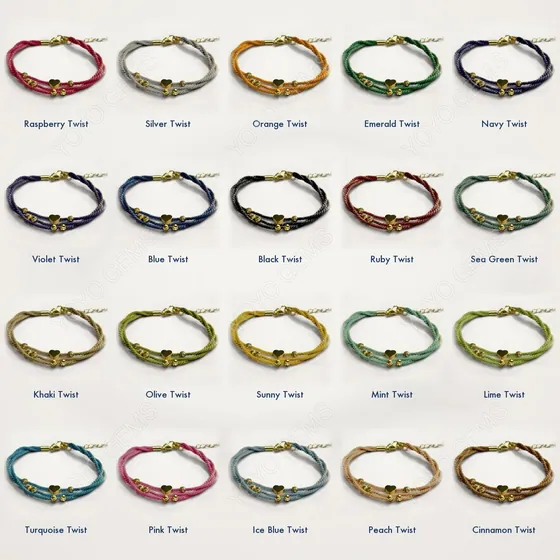 Raspberry Twist
Silver Twist
Orange Twist
Emerald Twist
Navy Twist
Violet Twist
Blue Twist
Black Twist
Ruby Twist
Sea Green Twist
Khaki Twist
Olive Twist
Sunny Twist
Mint Twist
Lime Twist
Turquoise Twist
Pink Twist
Ice Blue Twist
Peach Twist
Cinnamon Twist